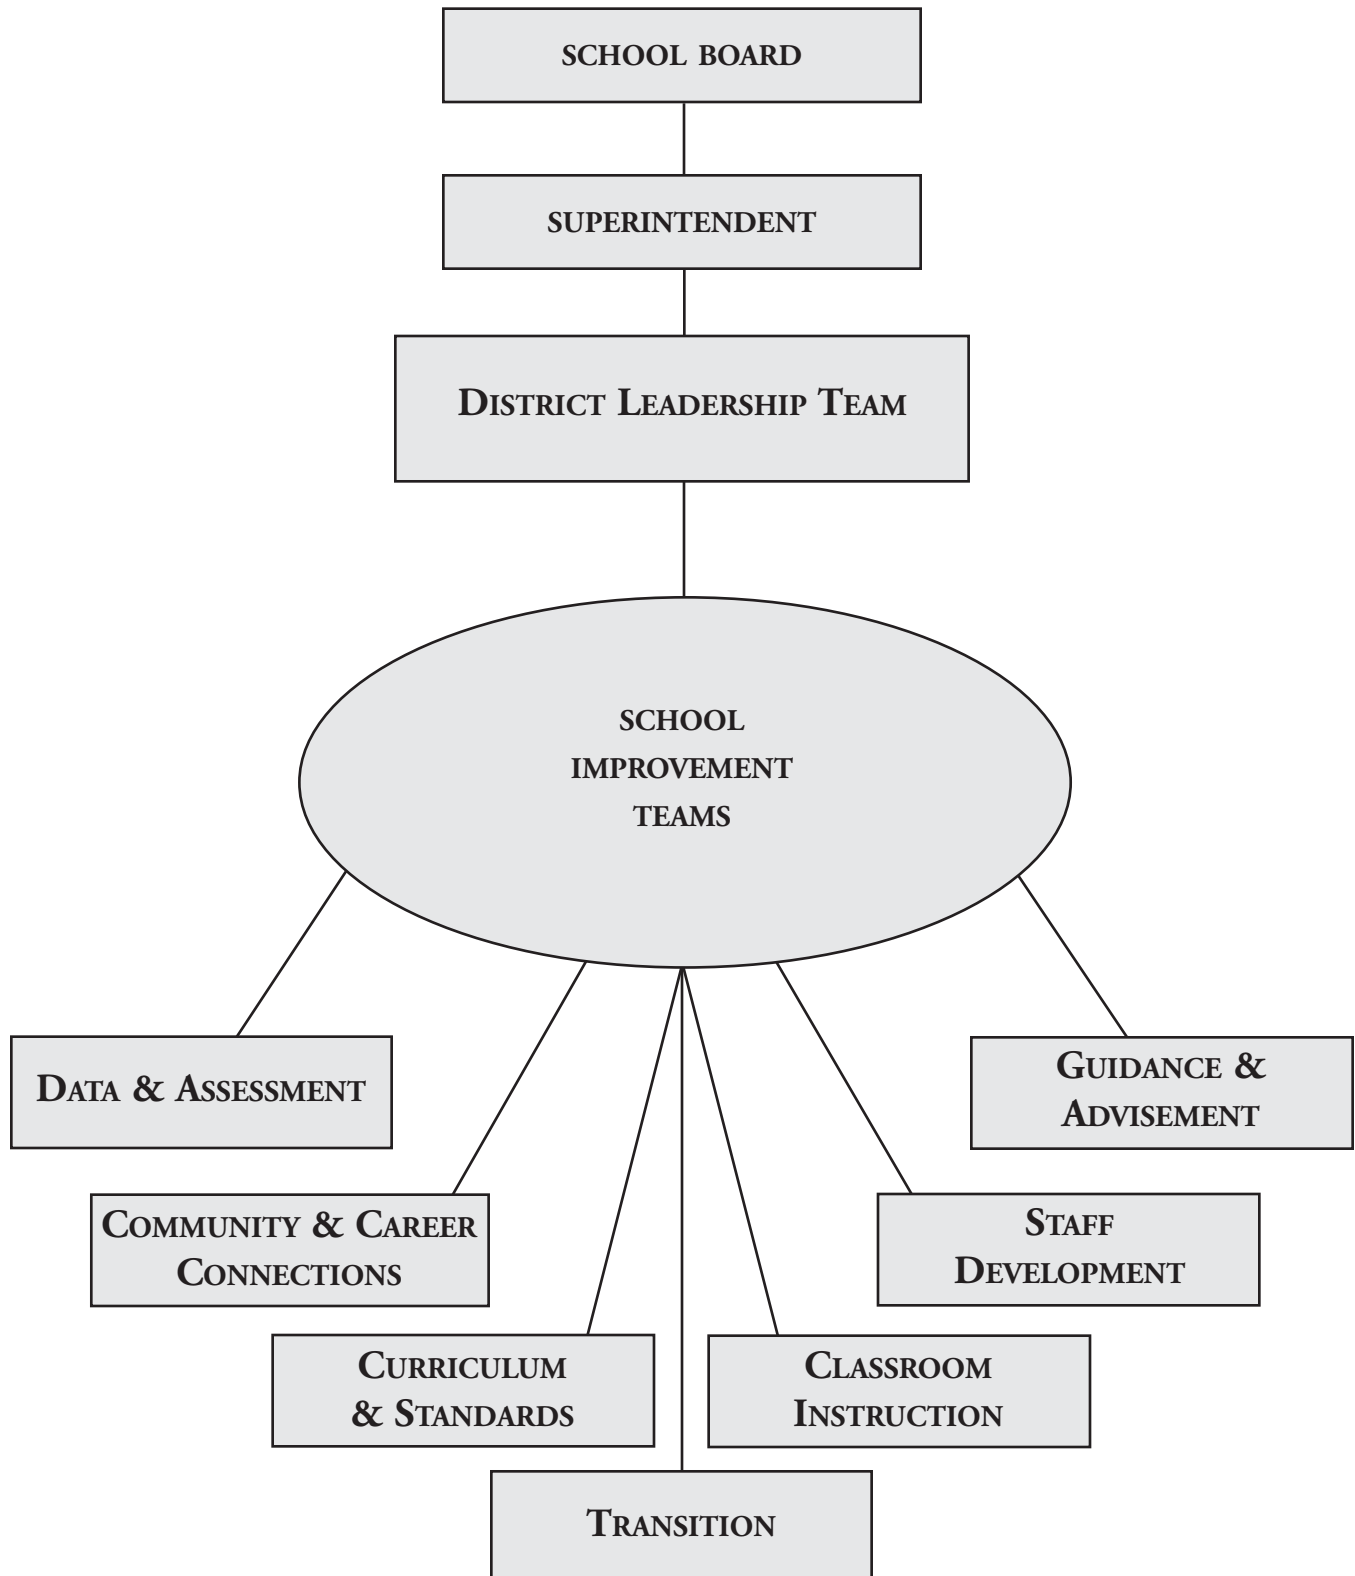 SCHOOL BOARD
SUPERINTENDENT
DISTRICT LEADERSHIP TEAM
SCHOOL
IMPROVEMENT
TEAMS
DATA & ASSESSMENT
GUIDANCE &
ADVISEMENT
COMMUNITY & CAREER
CONNECTIONS
STAFF
DEVELOPMENT
CURRICULUM
& STANDARDS
CLASSROOM
INSTRUCTION
TRANSITION